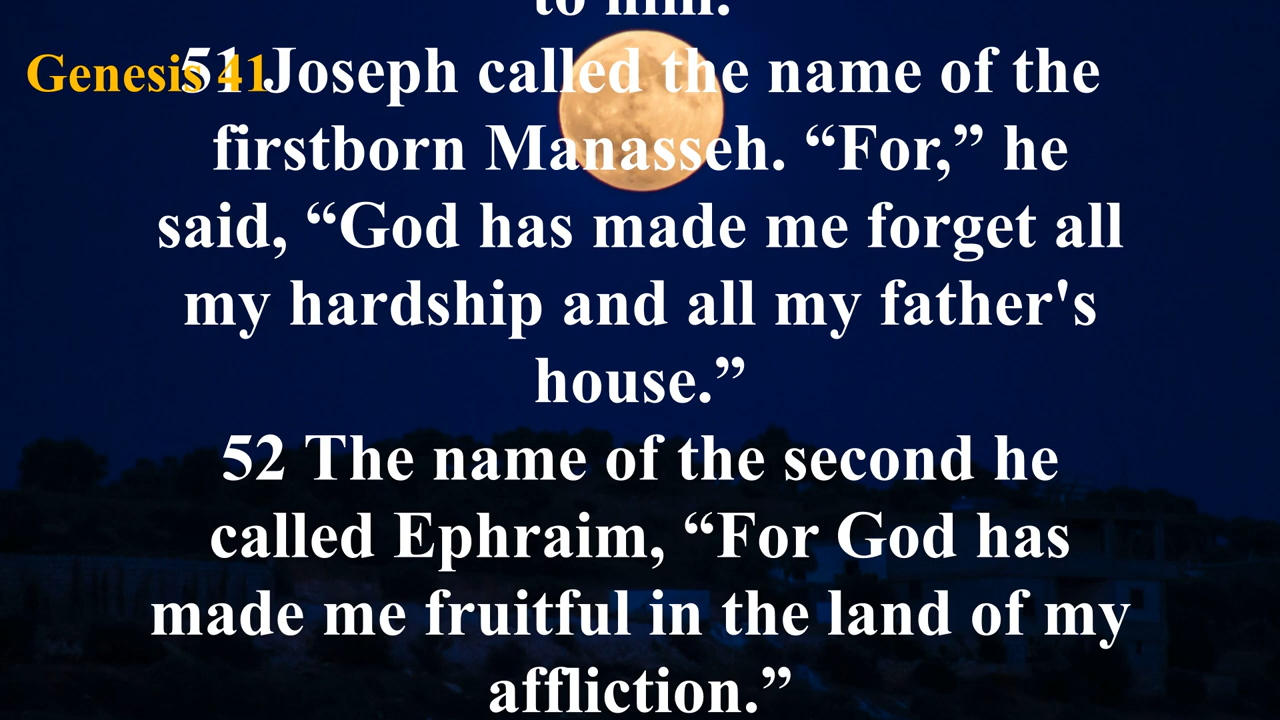 to him.
Genesis 41
51 Joseph called the name of the
firstborn Manasseh. “For,” he
said, “God has made me forget all
my hardship and all my father's
house.”
52 The name of the second he
called Ephraim, “For God has
made me fruitful in the land of my
affliction.”